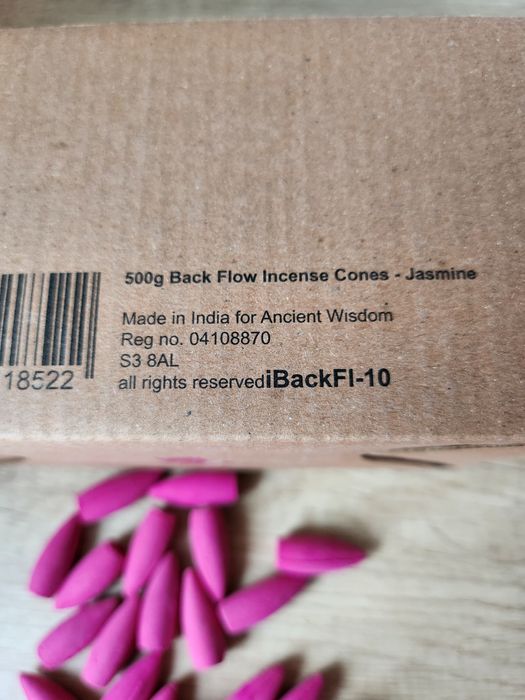 500g Back Flow Incense Cones - Jasmine
Made in India for Ancient Wisdom
Reg no. 04108870
S3 8AL
all rights reservediBackFl-10
18522